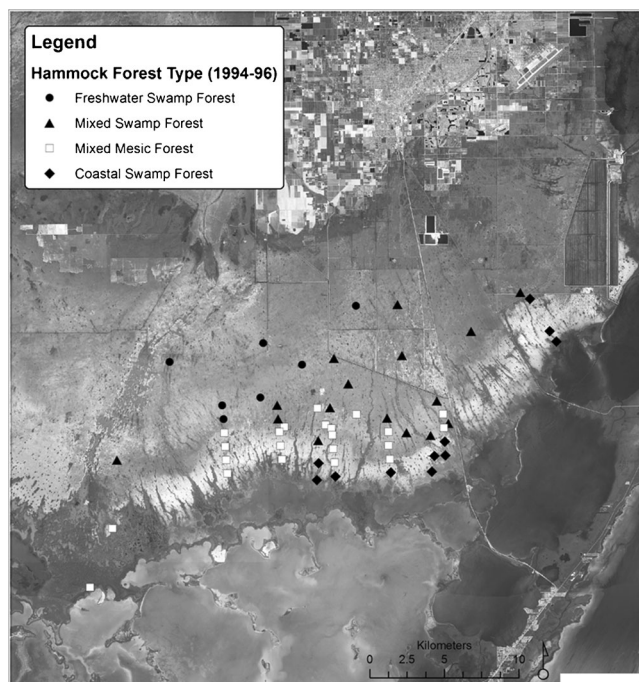 Legend
Hammock Forest Type (1994-96)
Freshwater Swamp Forest
Mixed Swamp Forest
Mixed Mesic Forest
Coastal Swamp Forest
Kilometers
0 2.5 5 10